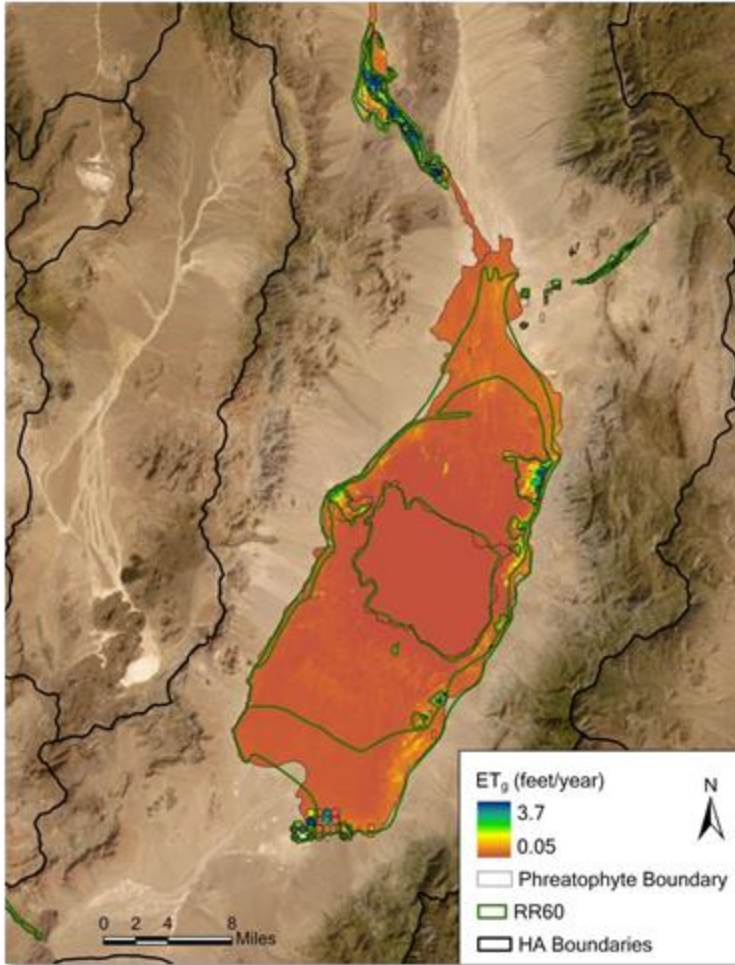 ETg (feet/year)
3.7
0.05
N
Phreatophyte Boundary
RR60
HA Boundaries
0 2 4 8
Miles